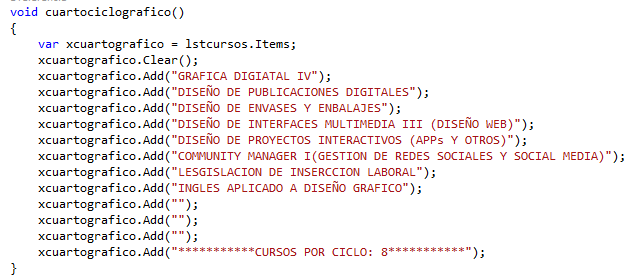 void cuartociclografico()
{
var xcuartografico = lstcursos.Items;
xcuartografico.Clear();
xcuartografico.Add("GRAFICA DIGIATAL IV");
xcuartografico.Add("DISEÑO DE PUBLICACIONES DIGITALES");
xcuartografico.Add("DISEÑO DE ENVASES Y ENBALAJES");
xcuartografico.Add("DISEÑO DE INTERFACES MULTIMEDIA III (DISEÑO WEB)");
xcuartografico.Add("DISEÑO DE PROYECTOS INTERACTIVOS (APPs Y OTROS)");
xcuartografico.Add("COMMUNITY MANAGER I(GESTION DE REDES SOCIALES Y SOCIAL MEDIA)");
xcuartografico.Add("LESGISLACION DE INSERCCION LABORAL");
xcuartografico.Add("INGLES APLICADO A DISEÑO GRAFICO");
xcuartografico.Add("");
xcuartografico.Add("");
xcuartografico.Add("");
xcuartografico.Add("***********CURSOS POR CICLO: 8***********");
}